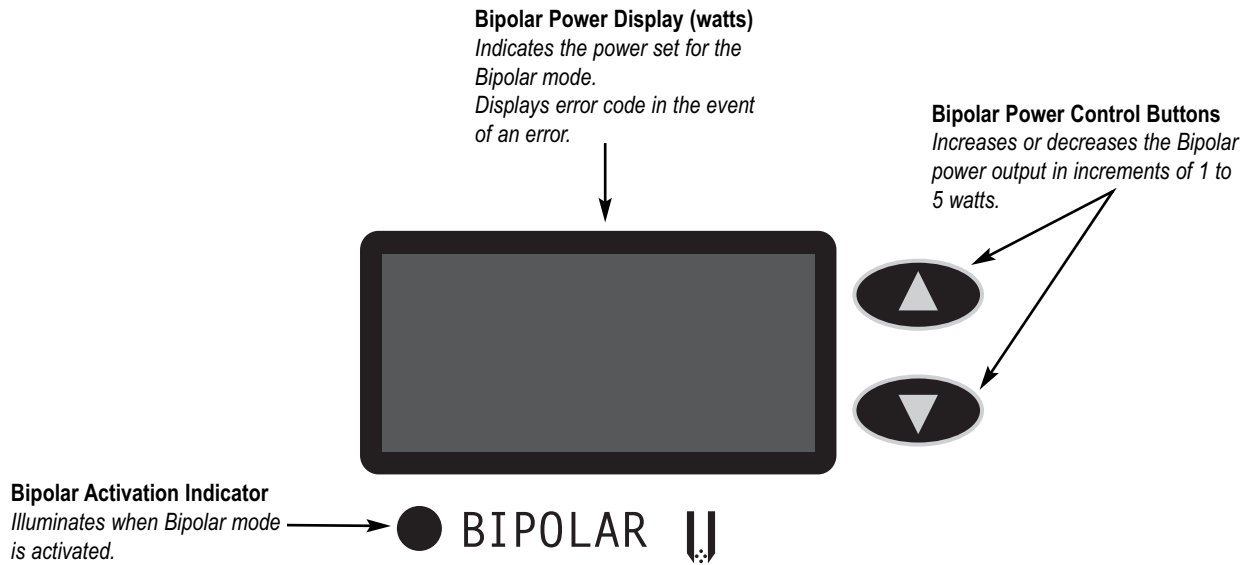 Bipolar Power Display (watts)
Indicates the power set for the
Bipolar mode.
Displays error code in the event
of an error.
Bipolar Power Control Buttons
Increases or decreases the Bipolar
power output in increments of 1 to
5 watts.
Bipolar Activation Indicator
Illuminates when Bipolar mode
is activated.
BIPOLAR